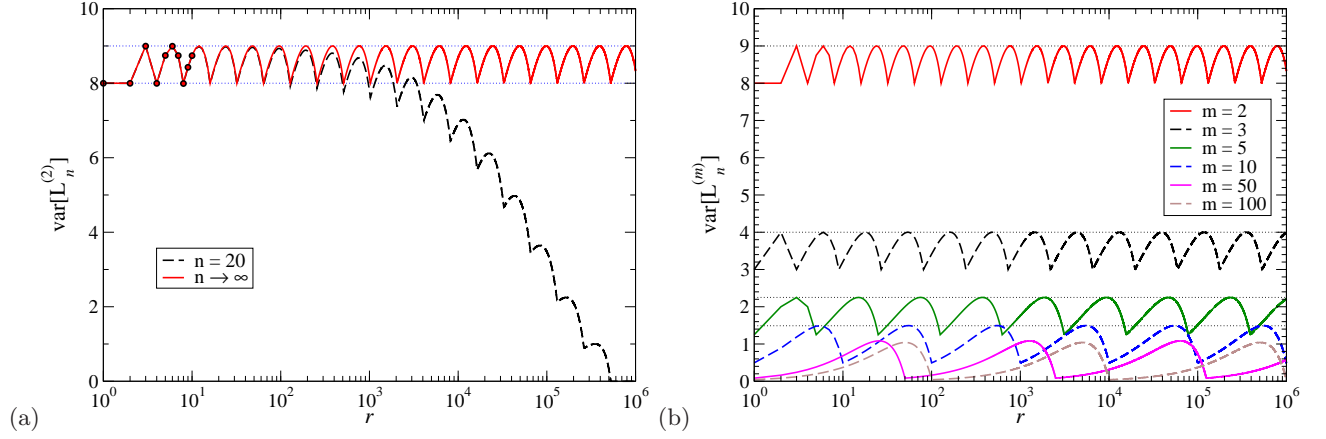 10
8
6
4
2
0
var[L_n^{(2)}]
n = 20
n → ∞
10^0
10^1
10^2
10^3
10^4
10^5
10^6
r
(a)
10
9
8
7
6
5
4
3
2
1
0
var[L_n^{(m)}]
m = 2
m = 3
m = 5
m = 10
m = 50
m = 100
10^0
10^1
10^2
10^3
10^4
10^5
10^6
r
(b)